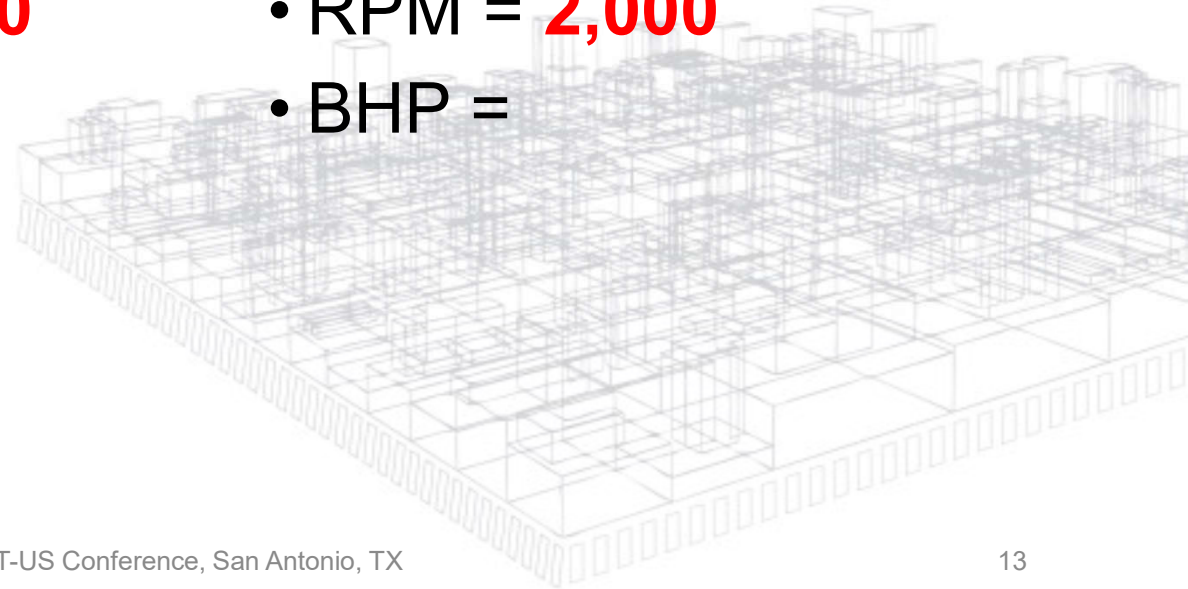 0 • RPM = 2,000
• BHP =
T-US Conference, San Antonio, TX 13